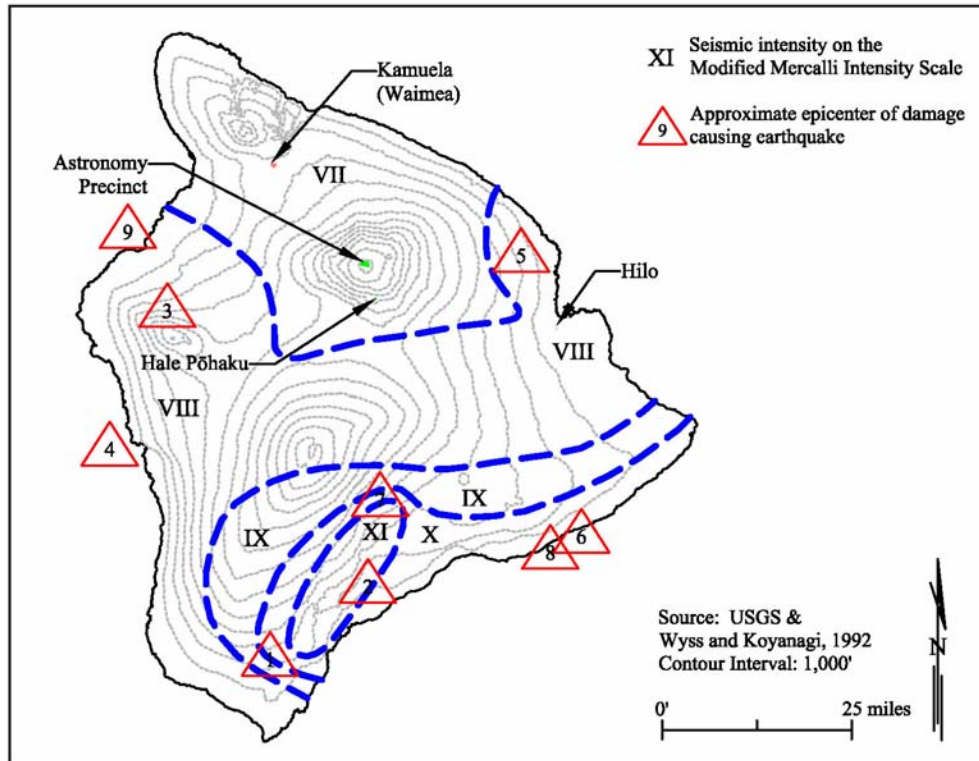 XI
Seismic intensity on the
Modified Mercalli Intensity Scale
9
Approximate epicenter of damage
causing earthquake
Kamuela
(Waimea)
Astronomy
Precinct
VII
9
5
Hilo
3
Hale Pōhaku
VIII
VIII
4
7
IX
IX
XI
X
6
8
2
1
Source: USGS &
Wyss and Koyanagi, 1992
Contour Interval: 1,000'
N
0'
25 miles